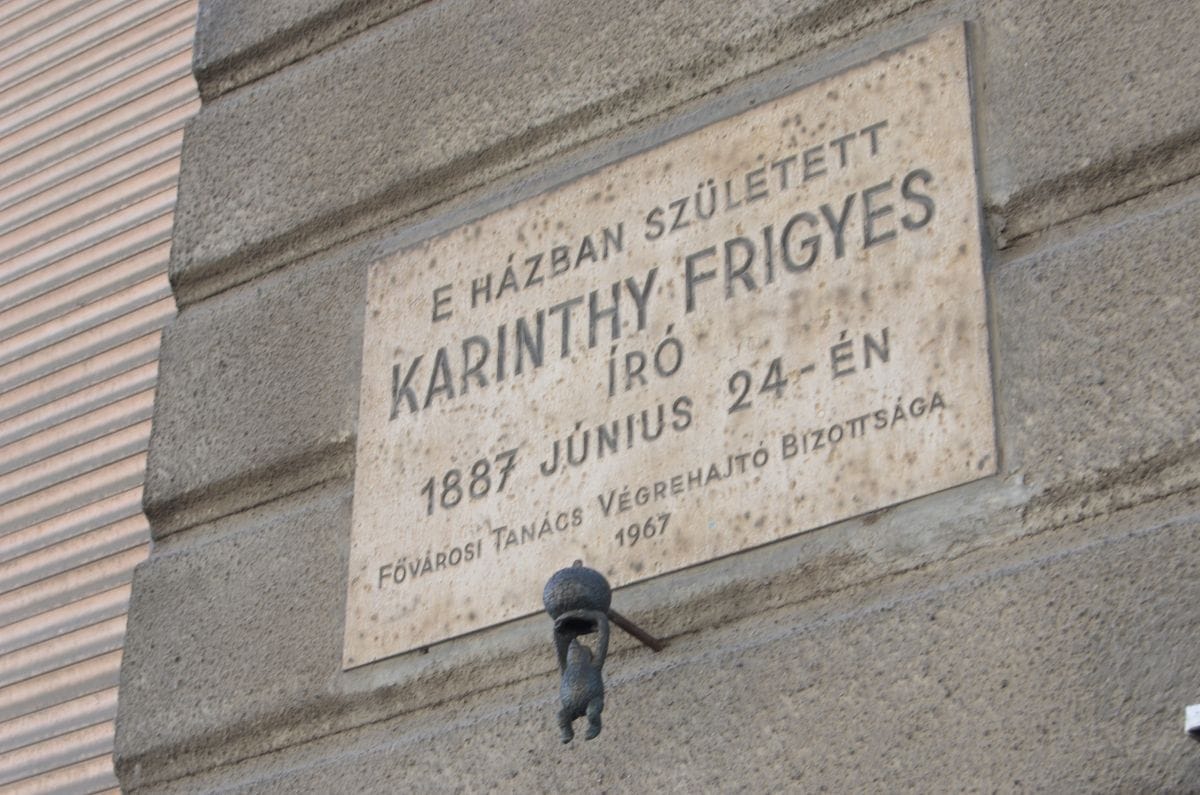 E HÁZBAN SZÜLETETT
KARINTHY FRIGYES
ÍRÓ
1887 JÚNIUS 24-ÉN
FŐVÁROSI TANÁCS VÉGREHAJTÓ BIZOTTSÁGA
1967